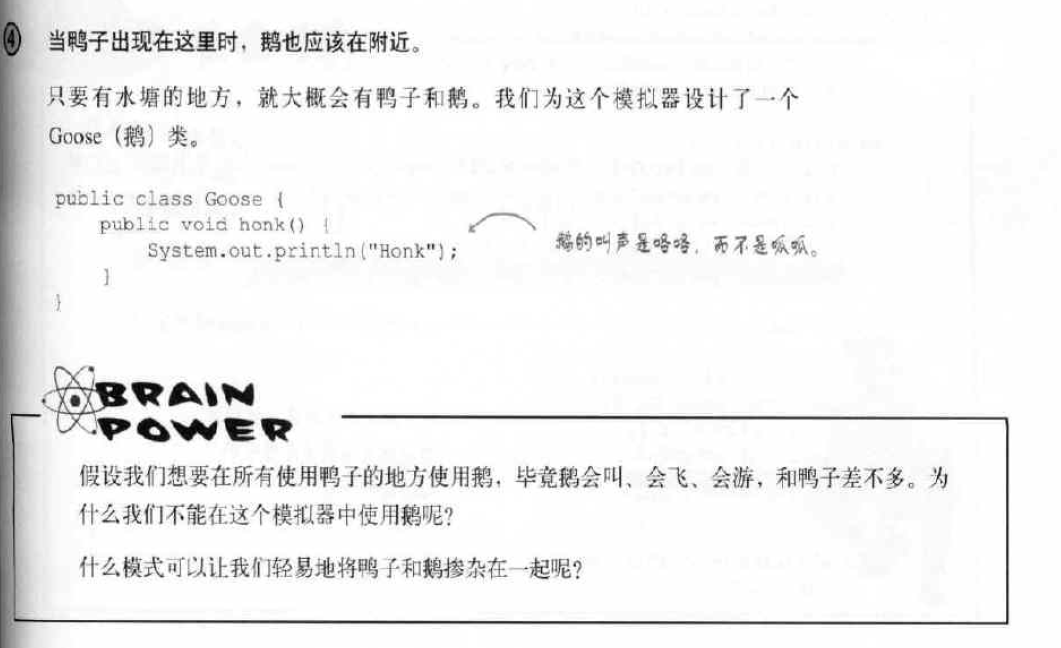 ④ 当鸭子出现在这里时，鹅也应该在附近。
只要有水塘的地方，就大概会有鸭子和鹅。我们为这个模拟器设计了一个
Goose（鹅）类。
public class Goose {
public void honk() {
System.out.println("Honk");
}
}
鹅的叫声是咯咯，而不是呱呱。
BRAIN
POWER
假设我们想要在所有使用鸭子的地方使用鹅，毕竟鹅会叫、会飞、会游，和鸭子差不多。为
什么我们不能在这个模拟器中使用鹅呢？
什么模式可以让我们轻易地将鸭子和鹅掺杂在一起呢？